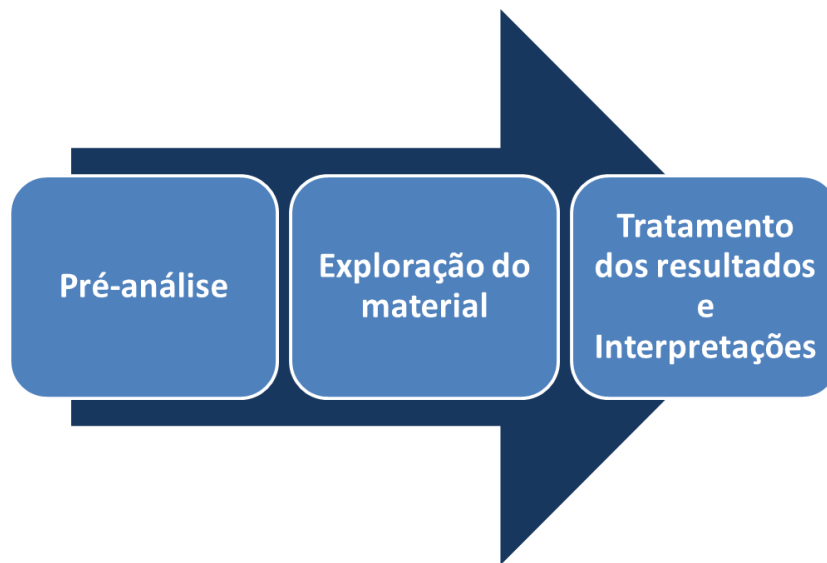 Pré-análise
Exploração do
material
Tratamento
dos resultados
e
Interpretações